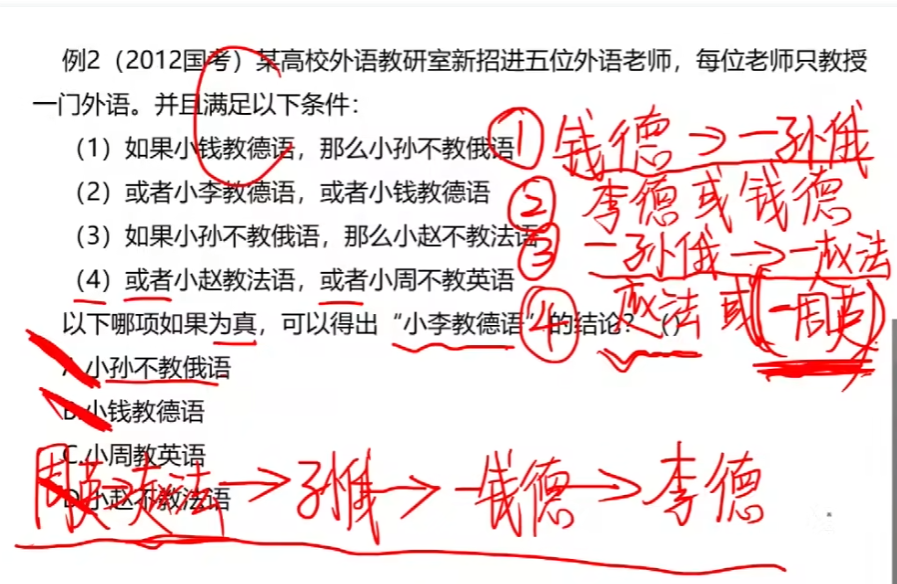 例2（2012国考）某高校外语教研室新招进五位外语老师，每位老师只教授
一门外语。并且满足以下条件：
（1）如果小钱教德语，那么小孙不教俄语
① 钱德→一孙俄
（2）或者小李教德语，或者小钱教德语
② 李德或钱德
（3）如果小孙不教俄语，那么小赵不教法语
③ 一孙俄→一赵法
（4）或者小赵教法语，或者小周不教英语
④ 赵法或(一周英)
以下哪项如果为真，可以得出“小李教德语”的结论？（）
A.小孙不教俄语
B.小钱教德语
C.小周教英语
D.小赵不教法语
周英→赵法→孙俄→一钱德→李德